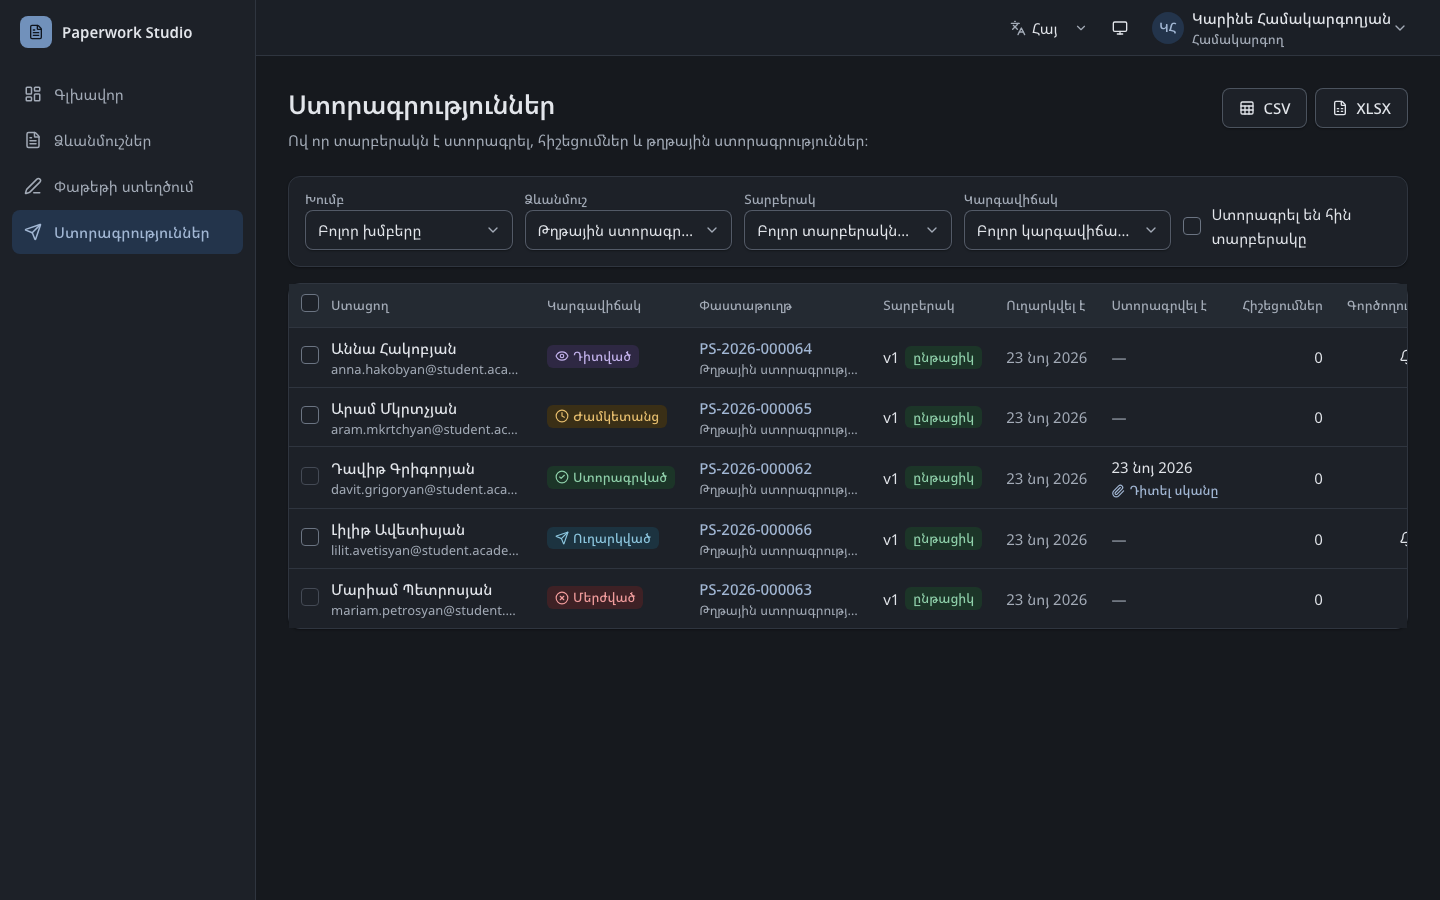 Paperwork Studio
Հայ
ԿՀ
Կարինե Համակարգողյան
Համակարգող
Գլխավոր
Ձևանմուշներ
Փաթեթի ստեղծում
Ստորագրություններ
Ստորագրություններ
Ով որ տարբերակն է ստորագրել, հիշեցումներ և թղթային ստորագրություններ։
CSV
XLSX
Խումբ
Ձևանմուշ
Տարբերակ
Կարգավիճակ
Բոլոր խմբերը
Թղթային ստորագր...
Բոլոր տարբերակն...
Բոլոր կարգավիճա...
Ստորագրել են հին
տարբերակը
Ստացող Կարգավիճակ Փաստաթուղթ Տարբերակ Ուղարկվել է Ստորագրվել է Հիշեցումներ
Աննա Հակոբյան Դիտված PS-2026-000064 v1 ընթացիկ 23 նոյ 2026 — 0
anna.hakobyan@student.aca... Թղթային ստորագրությ...
Արամ Մկրտչյան Ժամկետանց PS-2026-000065 v1 ընթացիկ 23 նոյ 2026 — 0
aram.mkrtchyan@student.ac... Թղթային ստորագրությ...
Դավիթ Գրիգորյան Ստորագրված PS-2026-000062 v1 ընթացիկ 23 նոյ 2026 23 նոյ 2026 0
davit.grigoryan@student.aca... Թղթային ստորագրությ... Դիտել սկանը
Լիլիթ Ավետիսյան Ուղարկված PS-2026-000066 v1 ընթացիկ 23 նոյ 2026 — 0
lilit.avetisyan@student.acade... Թղթային ստորագրությ...
Մարիամ Պետրոսյան Մերժված PS-2026-000063 v1 ընթացիկ 23 նոյ 2026 — 0
mariam.petrosyan@student.... Թղթային ստորագրությ...